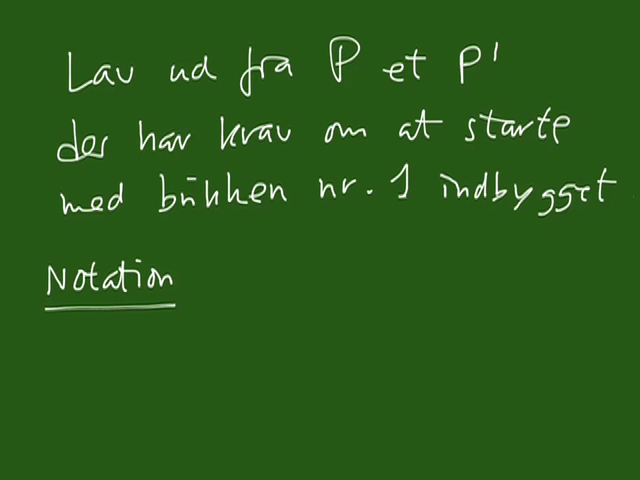 Lav ud fra P et P'
der har krav om at starte
med brikken nr. 1 indbygget
Notation